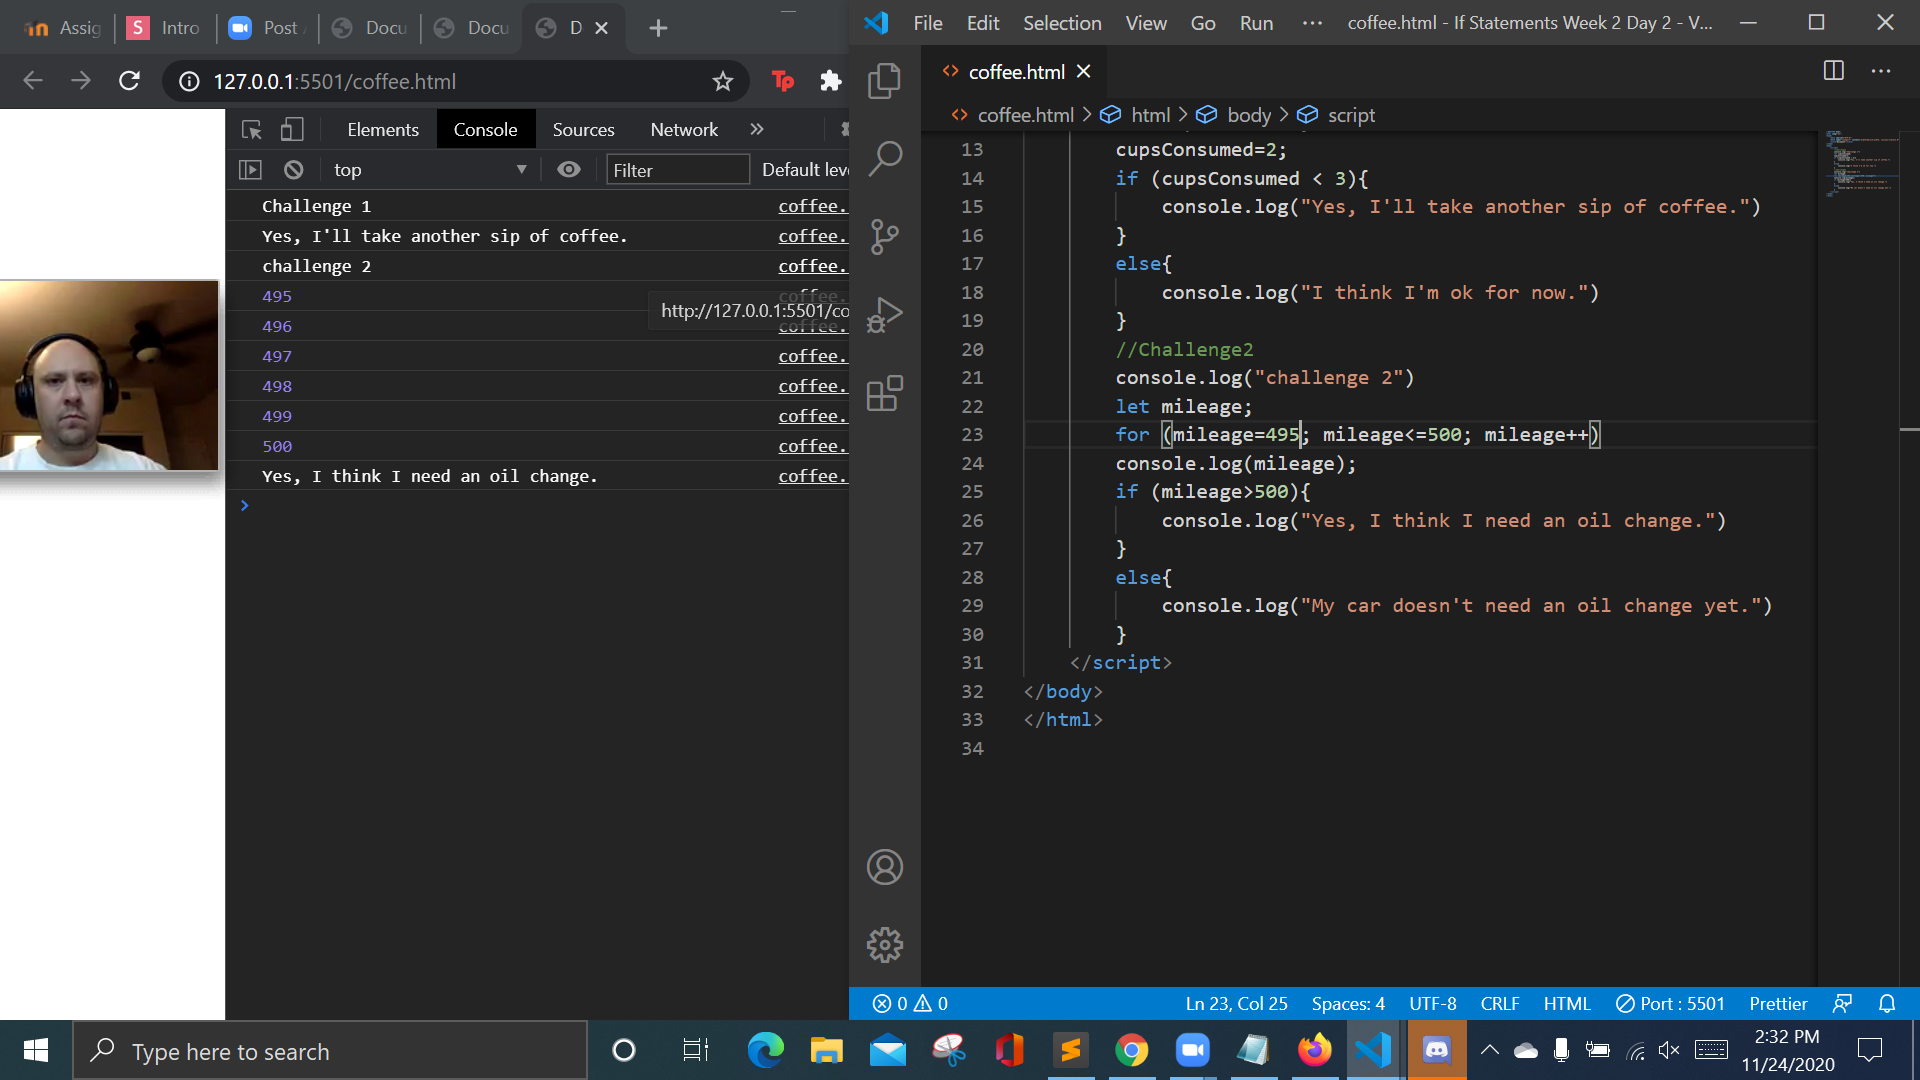 Assig
S Intro
Post
Docu
Docu
D
127.0.0.1:5501/coffee.html
Tp
Elements Console Sources Network »
top
Filter
Default leve
Challenge 1 coffee.
Yes, I'll take another sip of coffee. coffee.
challenge 2 coffee.
495 coffee.
http://127.0.0.1:5501/co
496 coffee.
497 coffee.
498 coffee.
499 coffee.
500 coffee.
Yes, I think I need an oil change. coffee.
>
File Edit Selection View Go Run ··· coffee.html - If Statements Week 2 Day 2 - V...
<> coffee.html
<> coffee.html > html > body > script
13 cupsConsumed=2;
14 if (cupsConsumed < 3){
15 console.log("Yes, I'll take another sip of coffee.")
16 }
17 else{
18 console.log("I think I'm ok for now.")
19 }
20 //Challenge2
21 console.log("challenge 2")
22 let mileage;
23 for (mileage=495; mileage<=500; mileage++)
24 console.log(mileage);
25 if (mileage>500){
26 console.log("Yes, I think I need an oil change.")
27 }
28 else{
29 console.log("My car doesn't need an oil change yet.")
30 }
31 </script>
32 </body>
33 </html>
34
0 0 Ln 23, Col 25 Spaces: 4 UTF-8 CRLF HTML Port : 5501 Prettier
Type here to search
2:32 PM
11/24/2020